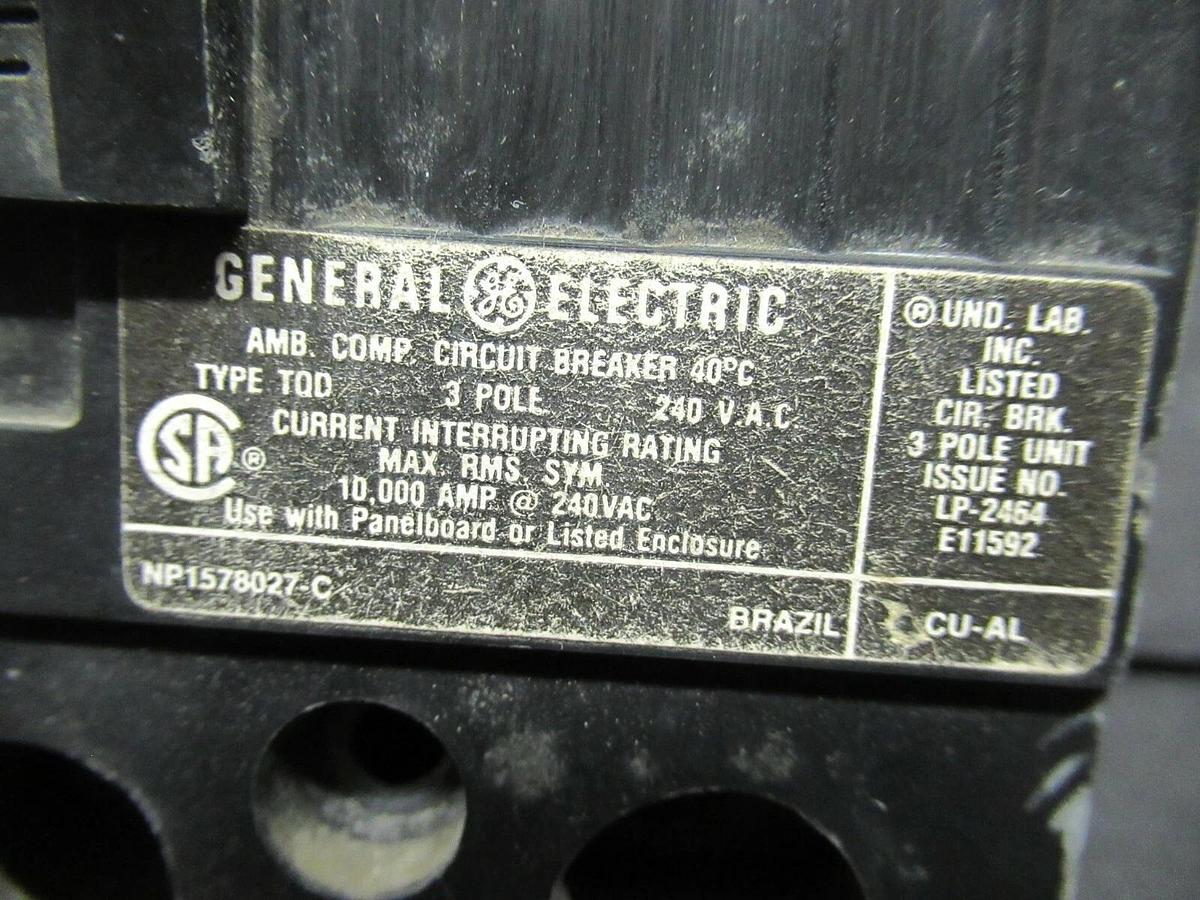 GENERAL GE ELECTRIC
AMB. COMP. CIRCUIT BREAKER 40°C
TYPE TQD 3 POLE 240 V.A.C
CURRENT INTERRUPTING RATING
MAX. RMS. SYM.
10,000 AMP @ 240VAC
Use with Panelboard or Listed Enclosure
SA ®
NP1578027-C
BRAZIL
® UND. LAB.
INC.
LISTED
CIR. BRK.
3 POLE UNIT
ISSUE NO.
LP-2464
E11592
CU-AL